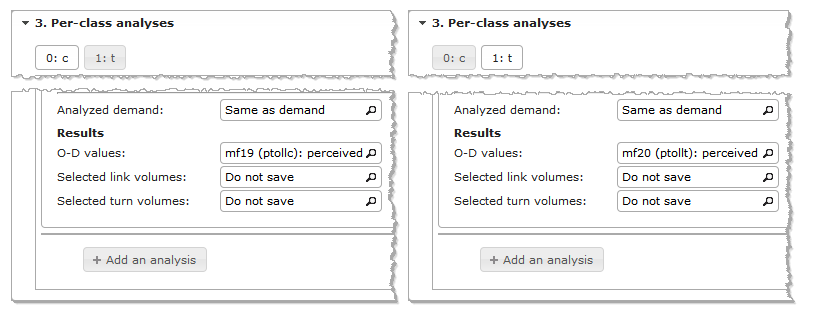 3. Per-class analyses
0: c 1: t
Analyzed demand: Same as demand
Results
O-D values: mf19 (ptollc): perceived
Selected link volumes: Do not save
Selected turn volumes: Do not save
+ Add an analysis
3. Per-class analyses
0: c 1: t
Analyzed demand: Same as demand
Results
O-D values: mf20 (ptollt): perceived
Selected link volumes: Do not save
Selected turn volumes: Do not save
+ Add an analysis